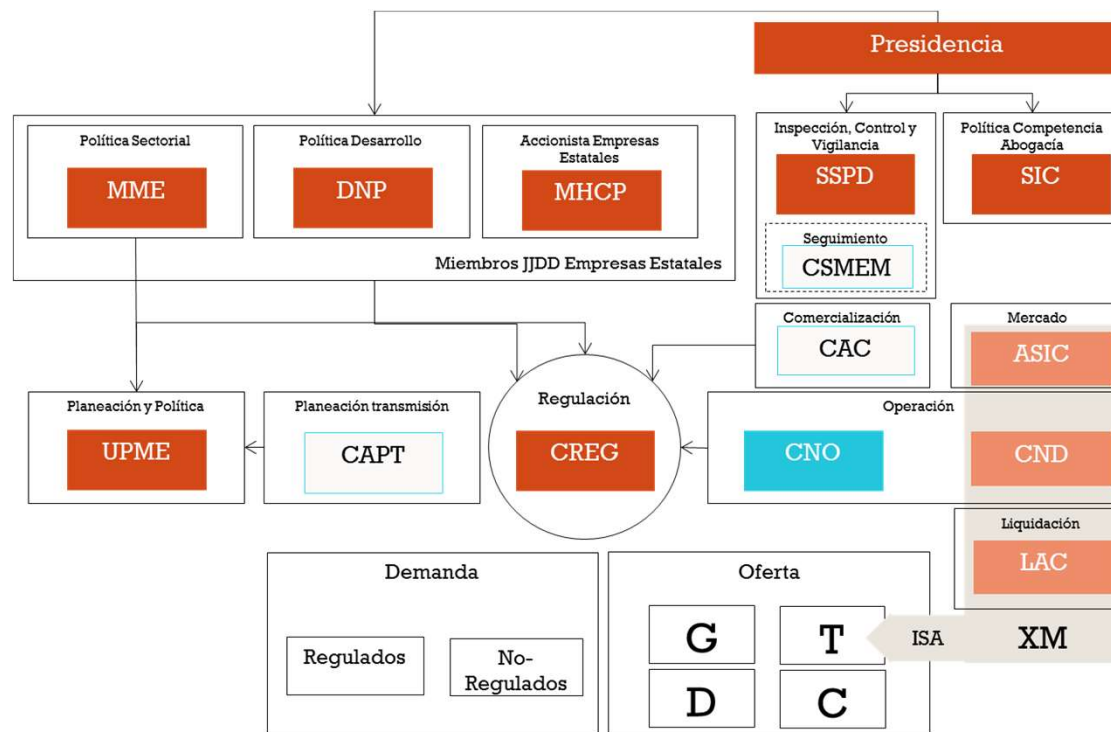 Presidencia
Política Sectorial
MME
Política Desarrollo
DNP
Accionista Empresas
Estatales
MHCP
Miembros JJDD Empresas Estatales
Inspección, Control y
Vigilancia
SSPD
Seguimiento
CSMEM
Política Competencia
Abogacía
SIC
Comercialización
CAC
Mercado
ASIC
Planeación y Política
UPME
Planeación transmisión
CAPT
Regulación
CREG
Operación
CNO
CND
Liquidación
LAC
Demanda
Regulados
No-
Regulados
Oferta
G
T
D
C
ISA
XM